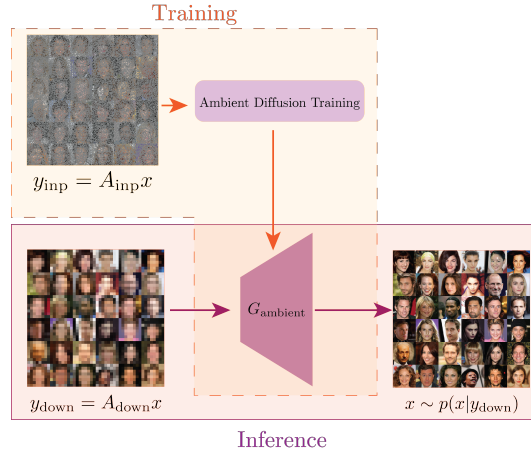 Training
Ambient Diffusion Training
y_inp = A_inp x
G_ambient
y_down = A_down x
x ∼ p(x|y_down)
Inference